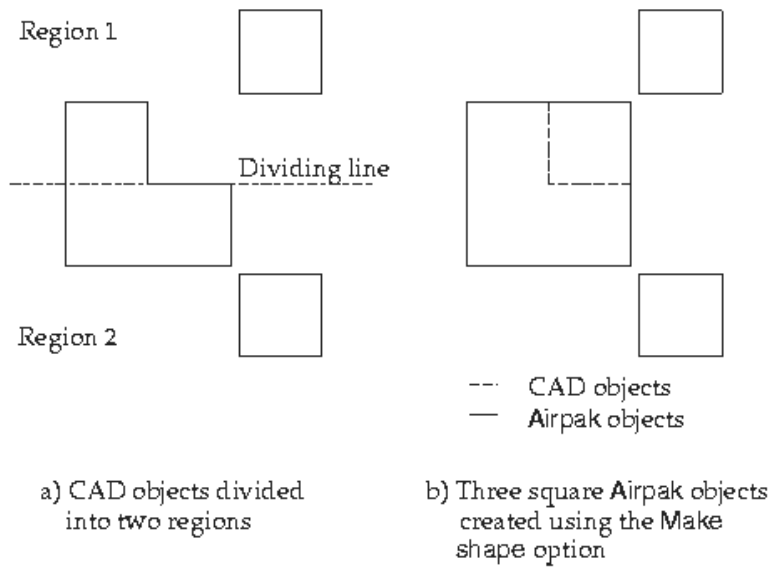 Region 1
Dividing line
Region 2
CAD objects
Airpak objects
a) CAD objects divided
into two regions
b) Three square Airpak objects
created using the Make
shape option